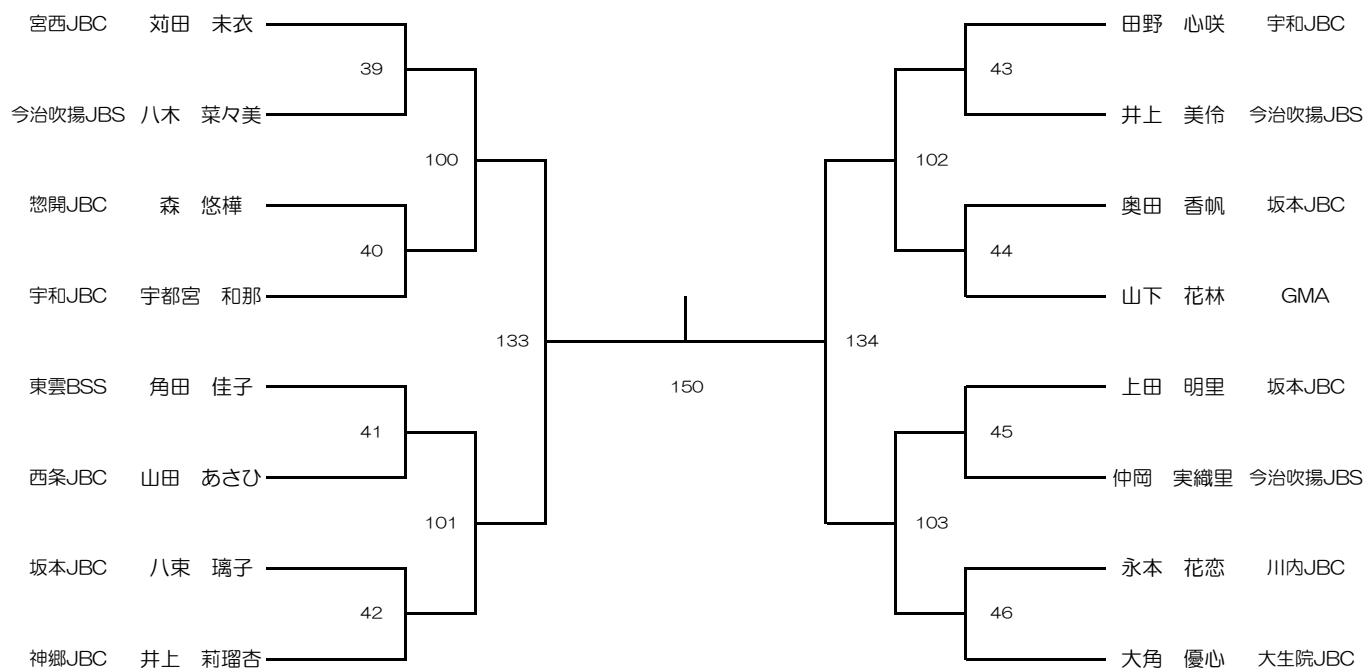 宮西JBC 苅田 未衣 田野 心咲 宇和JBC
39 43
今治吹揚JBS 八木 菜々美 井上 美伶 今治吹揚JBS
100 102
惣開JBC 森 悠樺 奥田 香帆 坂本JBC
40 44
宇和JBC 宇都宮 和那 山下 花林 GMA
133 134
東雲BSS 角田 佳子 150 上田 明里 坂本JBC
41 45
西条JBC 山田 あさひ 仲岡 実織里 今治吹揚JBS
101 103
坂本JBC 八束 璃子 永本 花恋 川内JBC
42 46
神郷JBC 井上 莉瑠杏 大角 優心 大生院JBC